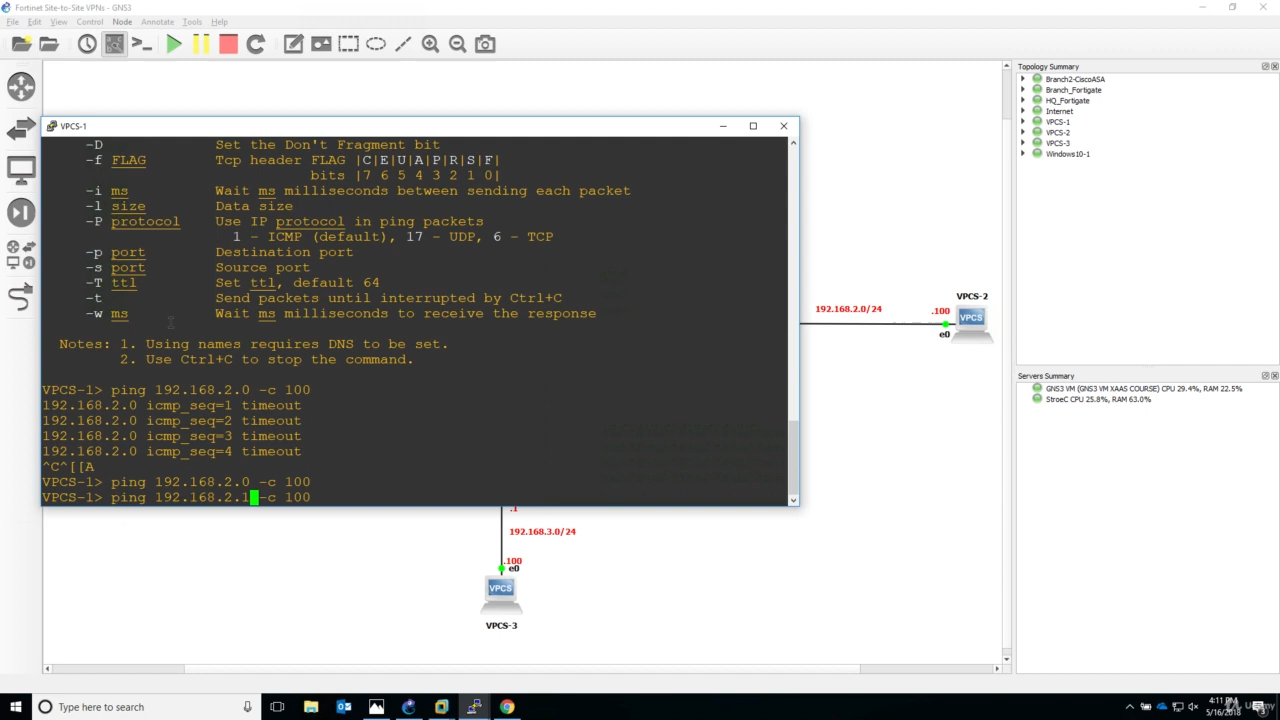 Fortinet Site-to-Site VPNs - GNS3
File Edit View Control Node Annotate Tools Help
Topology Summary
Branch2-CiscoASA
Branch_Fortigate
HQ_Fortigate
Internet
VPCS-1
VPCS-2
VPCS-3
Windows10-1
VPCS-1
-D Set the Don't Fragment bit
-f FLAG Tcp header FLAG |C|E|U|A|P|R|S|F|
bits |7 6 5 4 3 2 1 0|
-i ms Wait ms milliseconds between sending each packet
-l size Data size
-P protocol Use IP protocol in ping packets
1 - ICMP (default), 17 - UDP, 6 - TCP
-p port Destination port
-s port Source port
-T ttl Set ttl, default 64
-t Send packets until interrupted by Ctrl+C
-w ms Wait ms milliseconds to receive the response
Notes: 1. Using names requires DNS to be set.
2. Use Ctrl+C to stop the command.
VPCS-1> ping 192.168.2.0 -c 100
192.168.2.0 icmp_seq=1 timeout
192.168.2.0 icmp_seq=2 timeout
192.168.2.0 icmp_seq=3 timeout
192.168.2.0 icmp_seq=4 timeout
^C^[[A
VPCS-1> ping 192.168.2.0 -c 100
VPCS-1> ping 192.168.2.1 -c 100
VPCS-2
192.168.2.0/24
.100
VPCS
e0
Servers Summary
GNS3 VM (GNS3 VM XAAS COURSE) CPU 29.4%, RAM 22.5%
StroeC CPU 25.8%, RAM 63.0%
.1
192.168.3.0/24
.100
e0
VPCS
VPCS-3
Type here to search
4:11 PM
5/16/2018
Udemy